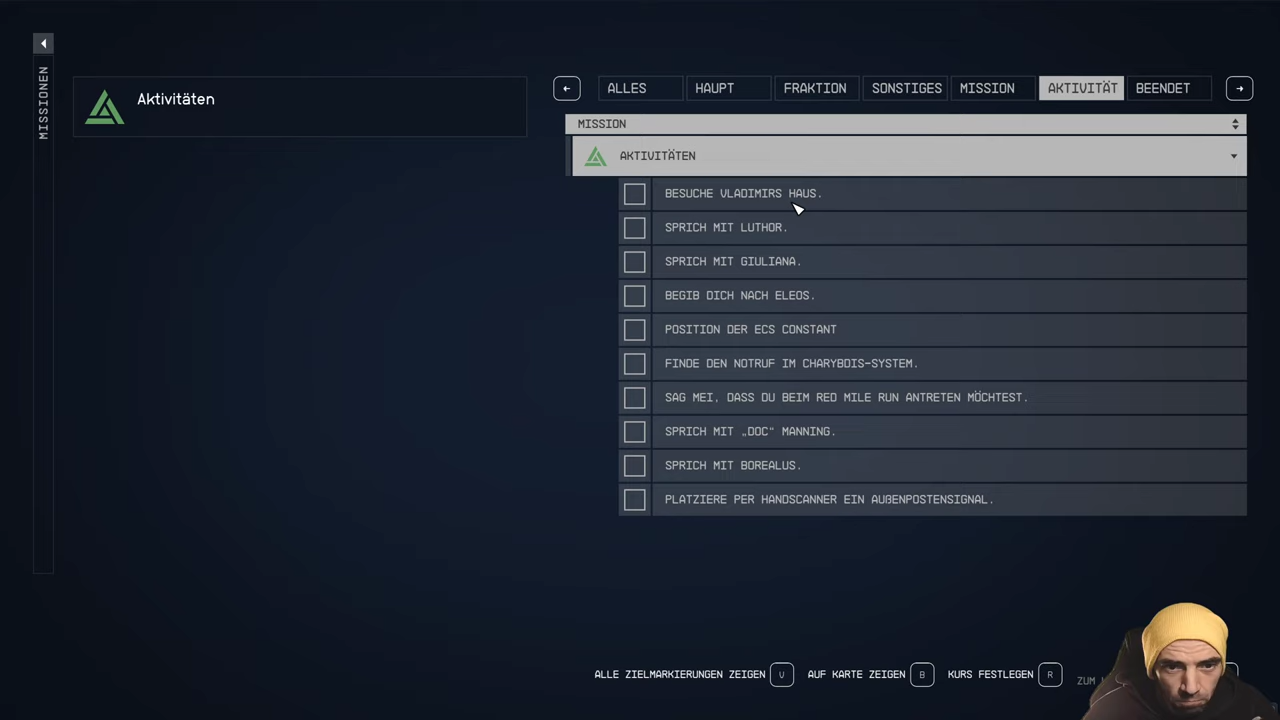 MISSIONEN
Aktivitäten
ALLES HAUPT FRAKTION SONSTIGES MISSION AKTIVITÄT BEENDET
MISSION
AKTIVITÄTEN
BESUCHE VLADIMIRS HAUS.
SPRICH MIT LUTHOR.
SPRICH MIT GIULIANA.
BEGIB DICH NACH ELEOS.
POSITION DER ECS CONSTANT
FINDE DEN NOTRUF IM CHARYBDIS-SYSTEM.
SAG MEI, DASS DU BEIM RED MILE RUN ANTRETEN MÖCHTEST.
SPRICH MIT „DOC“ MANNING.
SPRICH MIT BOREALUS.
PLATZIERE PER HANDSCANNER EIN AUßENPOSTENSIGNAL.
ALLE ZIELMARKIERUNGEN ZEIGEN V AUF KARTE ZEIGEN B KURS FESTLEGEN R ZUM